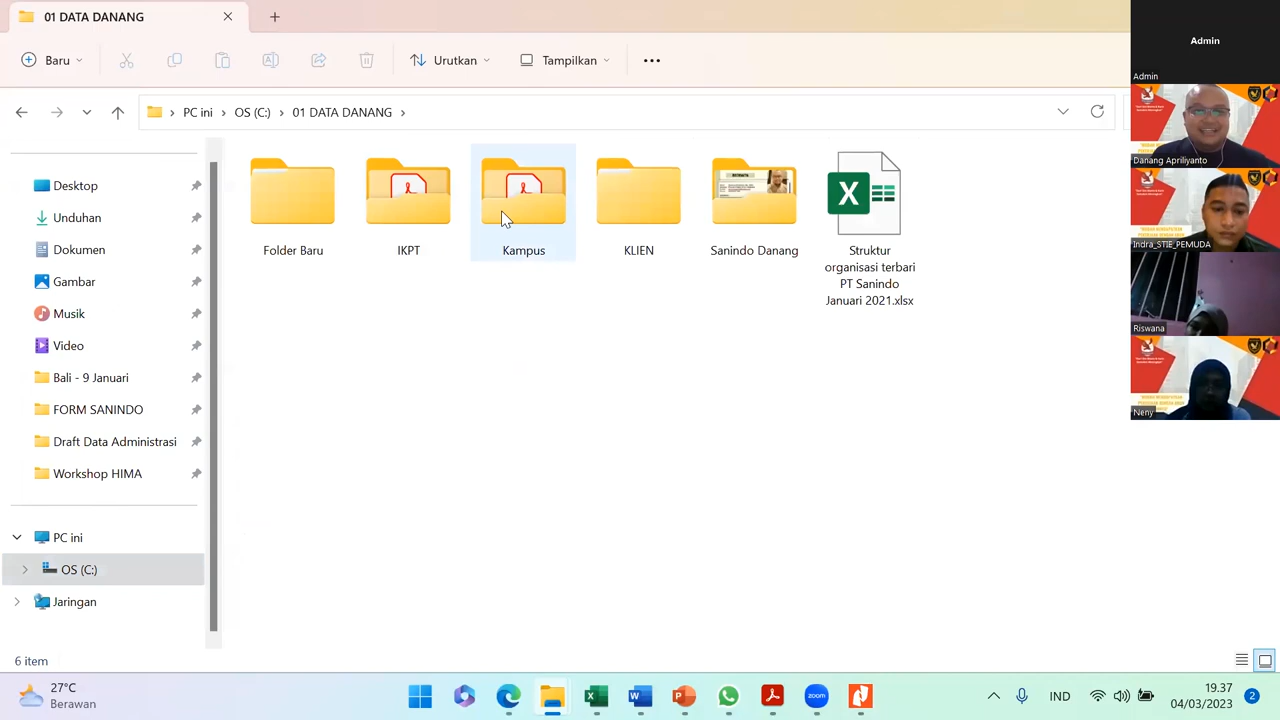 01 DATA DANANG
Baru
Urutkan
Tampilkan
PC ini
OS (C:)
01 DATA DANANG
Desktop
Unduhan
Dokumen
Gambar
Musik
Video
Bali - 9 Januari
FORM SANINDO
Draft Data Administrasi
Workshop HIMA
PC ini
OS (C:)
Jaringan
Folder Baru
IKPT
Kampus
KLIEN
Sanindo Danang
Struktur
organisasi terbari
PT Sanindo
Januari 2021.xlsx
6 item
Admin
Admin
Danang Apriliyanto
Indra_STIE_PEMUDA
Riswana
Neny
27°C
Berawan
zoom
IND
19.37
04/03/2023
2